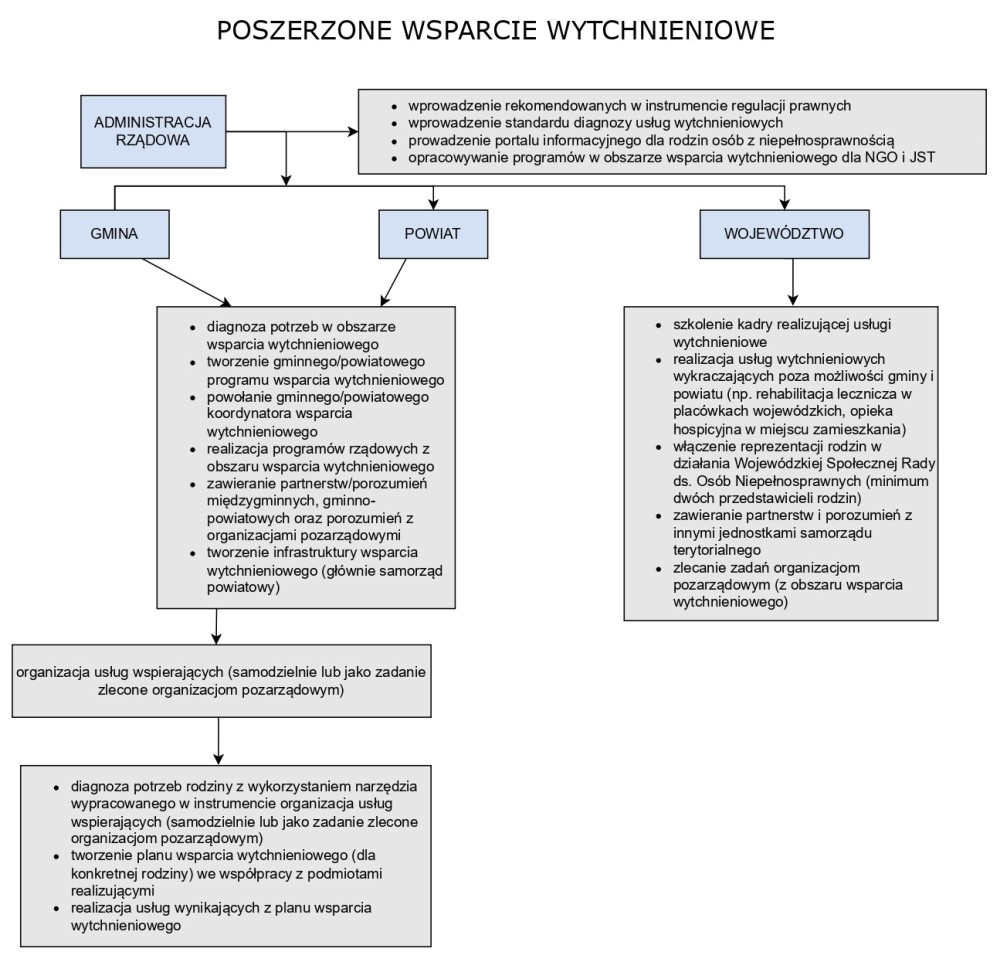 POSZERZONE WSPARCIE WYTCHNIENIOWE
ADMINISTRACJA
RZĄDOWA
• wprowadzenie rekomendowanych w instrumencie regulacji prawnych
• wprowadzenie standardu diagnozy usług wytchnieniowych
• prowadzenie portalu informacyjnego dla rodzin osób z niepełnosprawnością
• opracowywanie programów w obszarze wsparcia wytchnieniowego dla NGO i JST
GMINA
POWIAT
WOJEWÓDZTWO
• diagnoza potrzeb w obszarze
wsparcia wytchnieniowego
• tworzenie gminnego/powiatowego
programu wsparcia wytchnieniowego
• powołanie gminnego/powiatowego
koordynatora wsparcia
wytchnieniowego
• realizacja programów rządowych z
obszaru wsparcia wytchnieniowego
• zawieranie partnerstw/porozumień
międzygminnych, gminno-
powiatowych oraz porozumień z
organizacjami pozarządowymi
• tworzenie infrastruktury wsparcia
wytchnieniowego (głównie samorząd
powiatowy)
• szkolenie kadry realizującej usługi
wytchnieniowe
• realizacja usług wytchnieniowych
wykraczających poza możliwości gminy i
powiatu (np. rehabilitacja lecznicza w
placówkach wojewódzkich, opieka
hospicyjna w miejscu zamieszkania)
• włączenie reprezentacji rodzin w
działania Wojewódzkiej Społecznej Rady
ds. Osób Niepełnosprawnych (minimum
dwóch przedstawicieli rodzin)
• zawieranie partnerstw i porozumień z
innymi jednostkami samorządu
terytorialnego
• zlecanie zadań organizacjom
pozarządowym (z obszaru wsparcia
wytchnieniowego)
organizacja usług wspierających (samodzielnie lub jako zadanie
zlecone organizacjom pozarządowym)
• diagnoza potrzeb rodziny z wykorzystaniem narzędzia
wypracowanego w instrumencie organizacja usług
wspierających (samodzielnie lub jako zadanie zlecone
organizacjom pozarządowym)
• tworzenie planu wsparcia wytchnieniowego (dla
konkretnej rodziny) we współpracy z podmiotami
realizującymi
• realizacja usług wynikających z planu wsparcia
wytchnieniowego